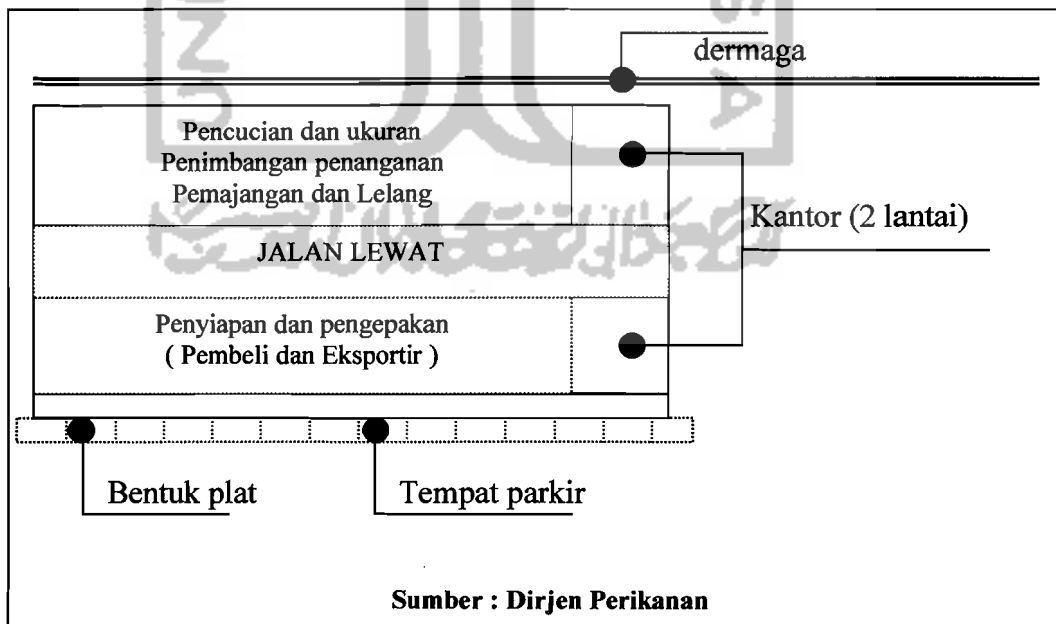 dermaga
Pencucian dan ukuran
Penimbangan penanganan
Pemajangan dan Lelang
Kantor (2 lantai)
JALAN LEWAT
Penyiapan dan pengepakan
( Pembeli dan Eksportir )
Bentuk plat
Tempat parkir
Sumber : Dirjen Perikanan